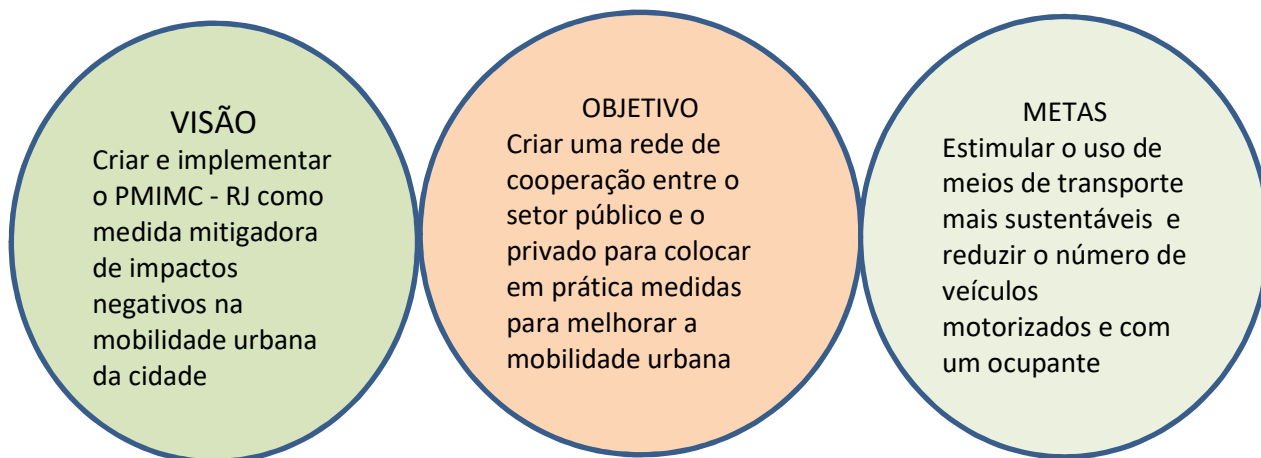 VISÃO
Criar e implementar
o PMIMC - RJ como
medida mitigadora
de impactos
negativos na
mobilidade urbana
da cidade
OBJETIVO
Criar uma rede de
cooperação entre o
setor público e o
privado para colocar
em prática medidas
para melhorar a
mobilidade urbana
METAS
Estimular o uso de
meios de transporte
mais sustentáveis e
reduzir o número de
veículos
motorizados e com
um ocupante